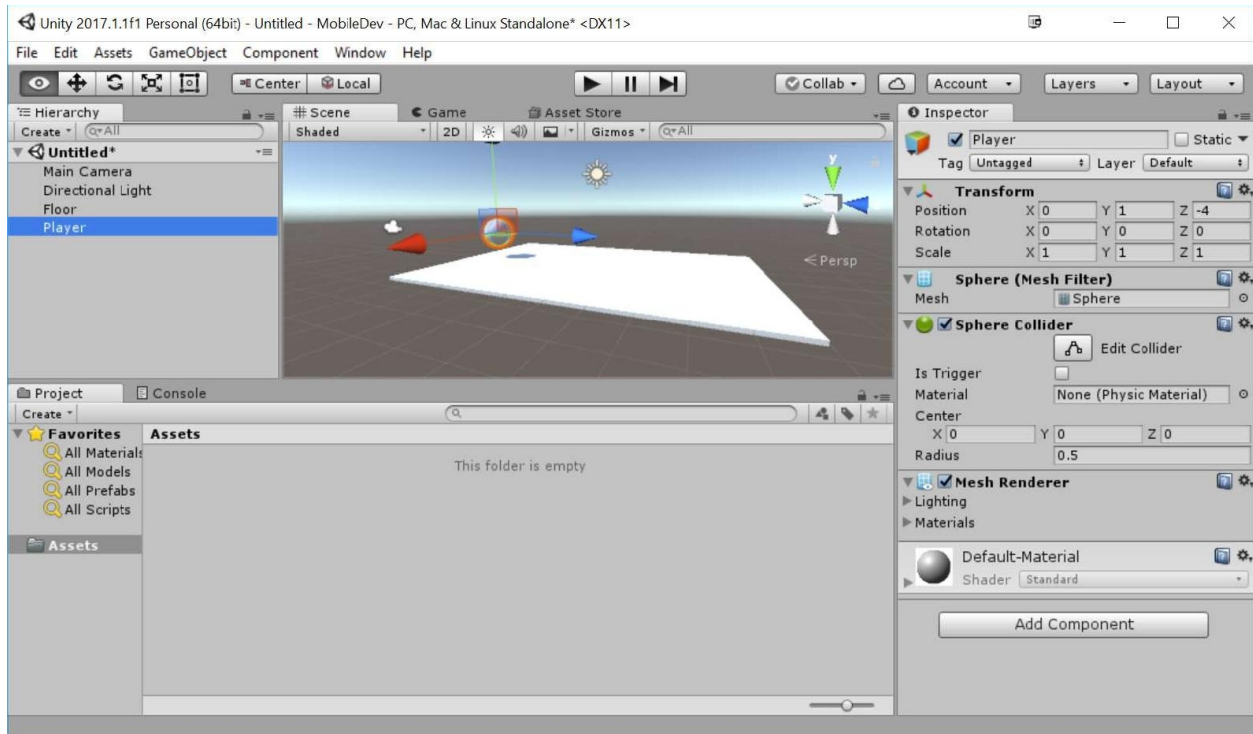 Unity 2017.1.1f1 Personal (64bit) - Untitled - MobileDev - PC, Mac & Linux Standalone* <DX11>
File Edit Assets GameObject Component Window Help
Center Local Collab Account Layers Layout
Hierarchy
Create All
Untitled*
Main Camera
Directional Light
Floor
Player
Scene Game Asset Store
Shaded 2D Gizmos All
y
z
Persp
Project Console
Create
Favorites
All Materials
All Models
All Prefabs
All Scripts
Assets
Assets
This folder is empty
Inspector
Player Static
Tag Untagged Layer Default
Transform
Position X 0 Y 1 Z -4
Rotation X 0 Y 0 Z 0
Scale X 1 Y 1 Z 1
Sphere (Mesh Filter)
Mesh Sphere
Sphere Collider
Edit Collider
Is Trigger
Material None (Physic Material)
Center
X 0 Y 0 Z 0
Radius 0.5
Mesh Renderer
Lighting
Materials
Default-Material
Shader Standard
Add Component